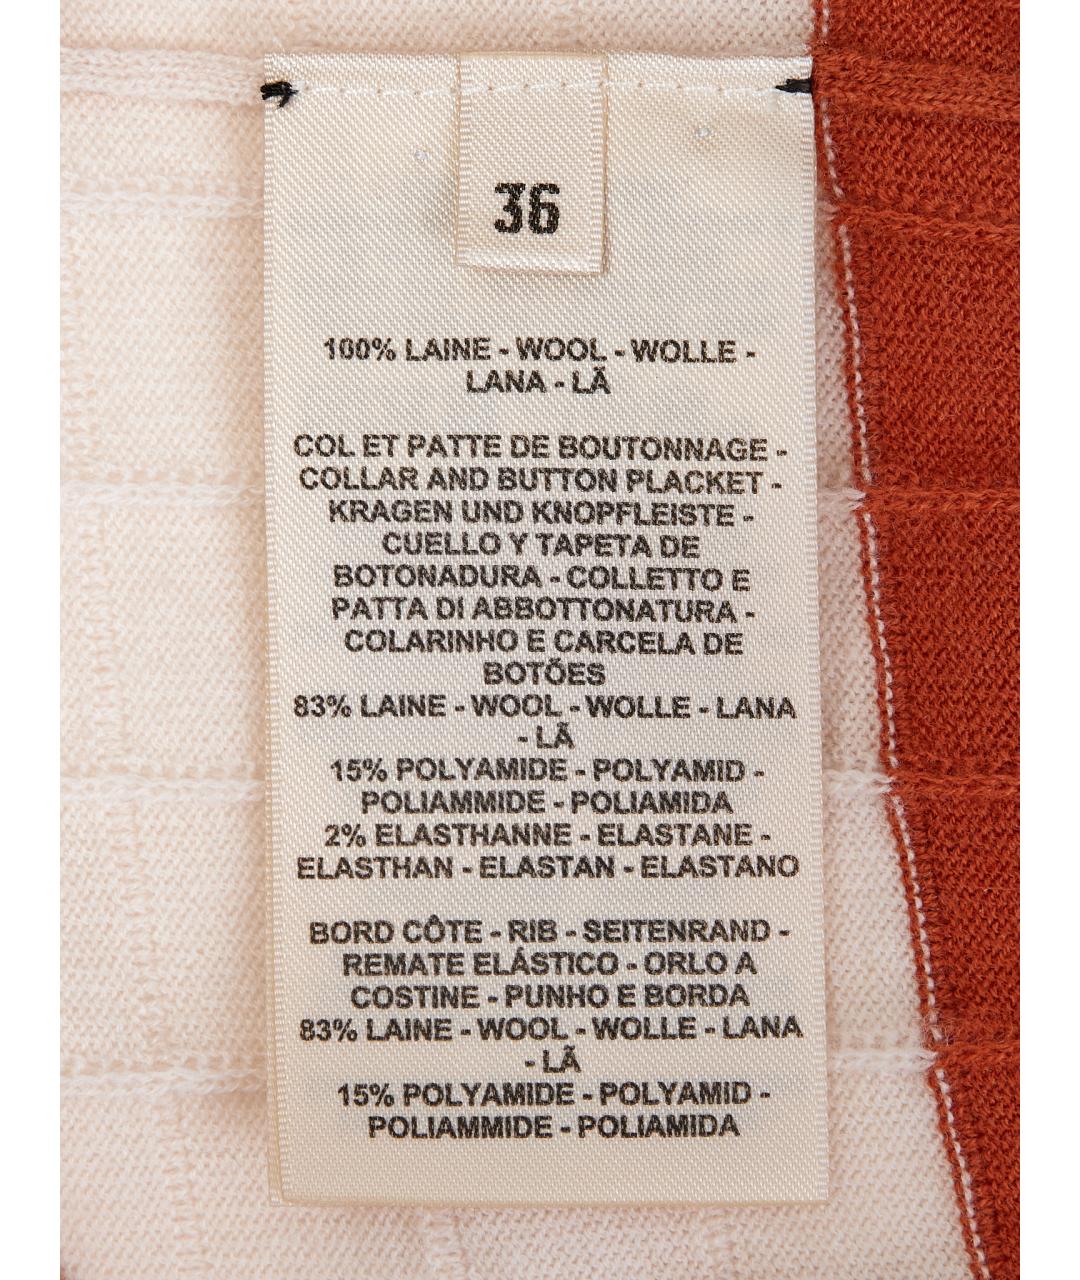 36
100% LAINE - WOOL - WOLLE -
LANA - LÃ
COL ET PATTE DE BOUTONNAGE -
COLLAR AND BUTTON PLACKET -
KRAGEN UND KNOPFLEISTE -
CUELLO Y TAPETA DE
BOTONADURA - COLLETTO E
PATTA DI ABBOTTONATURA -
COLARINHO E CARCELA DE
BOTÕES
83% LAINE - WOOL - WOLLE - LANA
- LÃ
15% POLYAMIDE - POLYAMID -
POLIAMMIDE - POLIAMIDA
2% ELASTHANNE - ELASTANE -
ELASTHAN - ELASTAN - ELASTANO
BORD CÔTE - RIB - SEITENRAND -
REMATE ELÁSTICO - ORLO A
COSTINE - PUNHO E BORDA
83% LAINE - WOOL - WOLLE - LANA
- LÃ
15% POLYAMIDE - POLYAMID -
POLIAMMIDE - POLIAMIDA